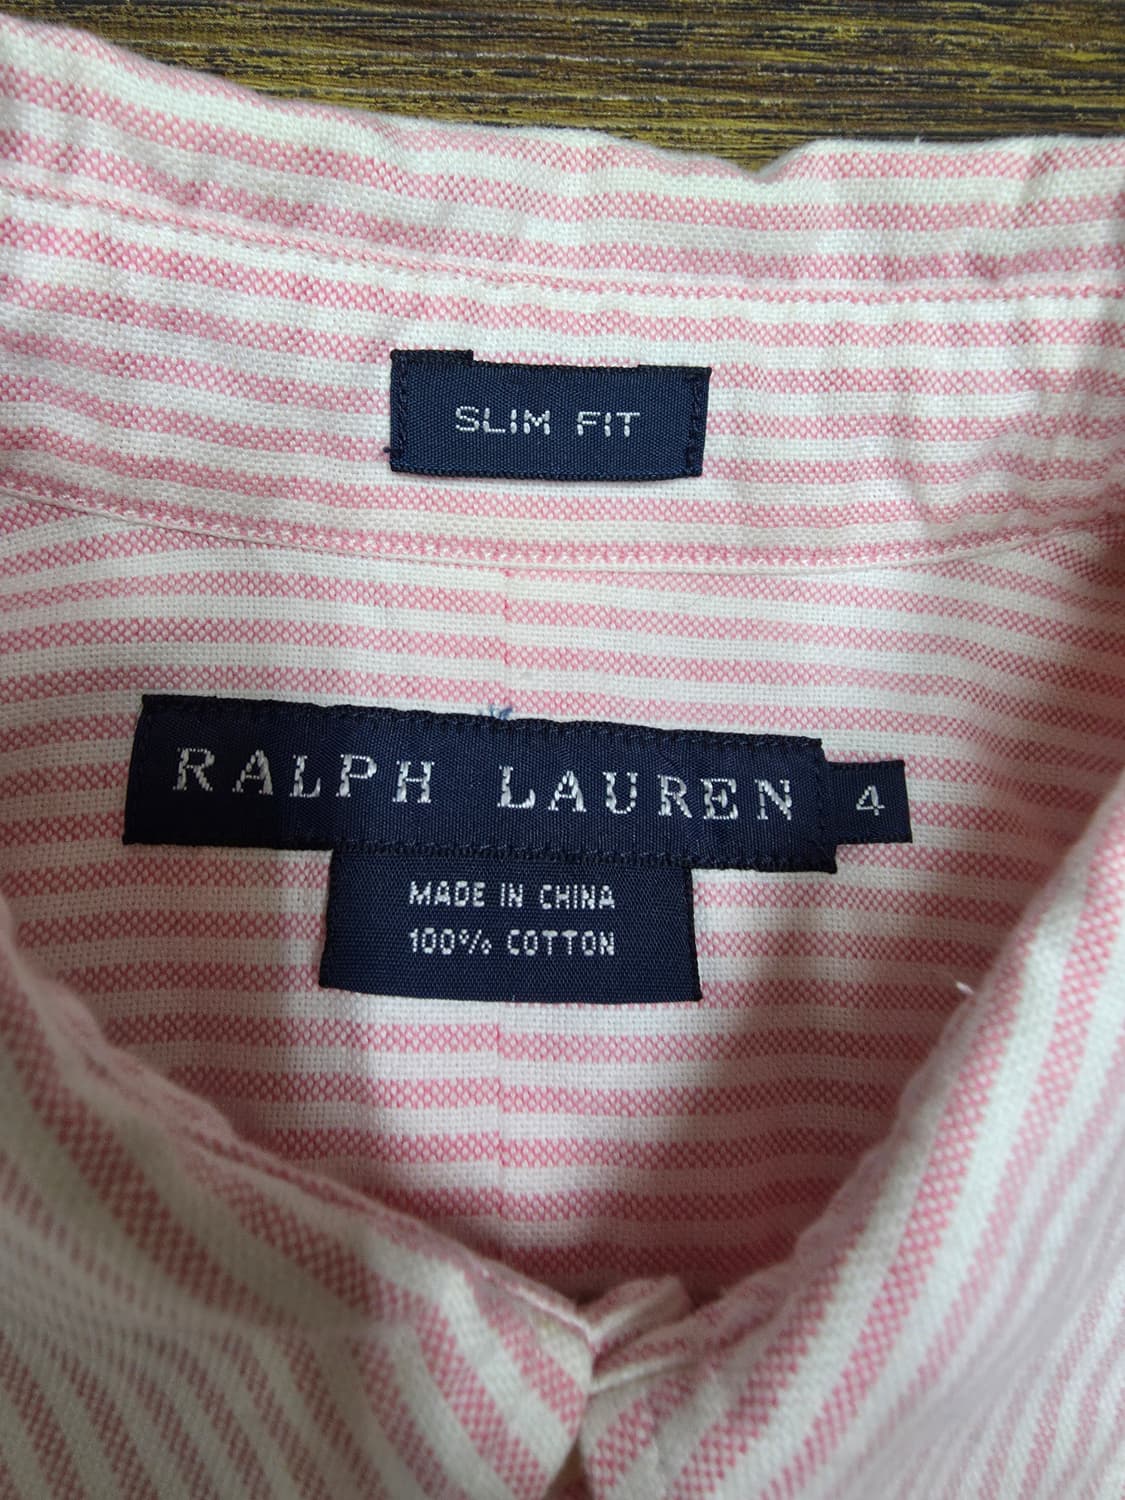 SLIM FIT
RALPH LAUREN
4
MADE IN CHINA
100% COTTON